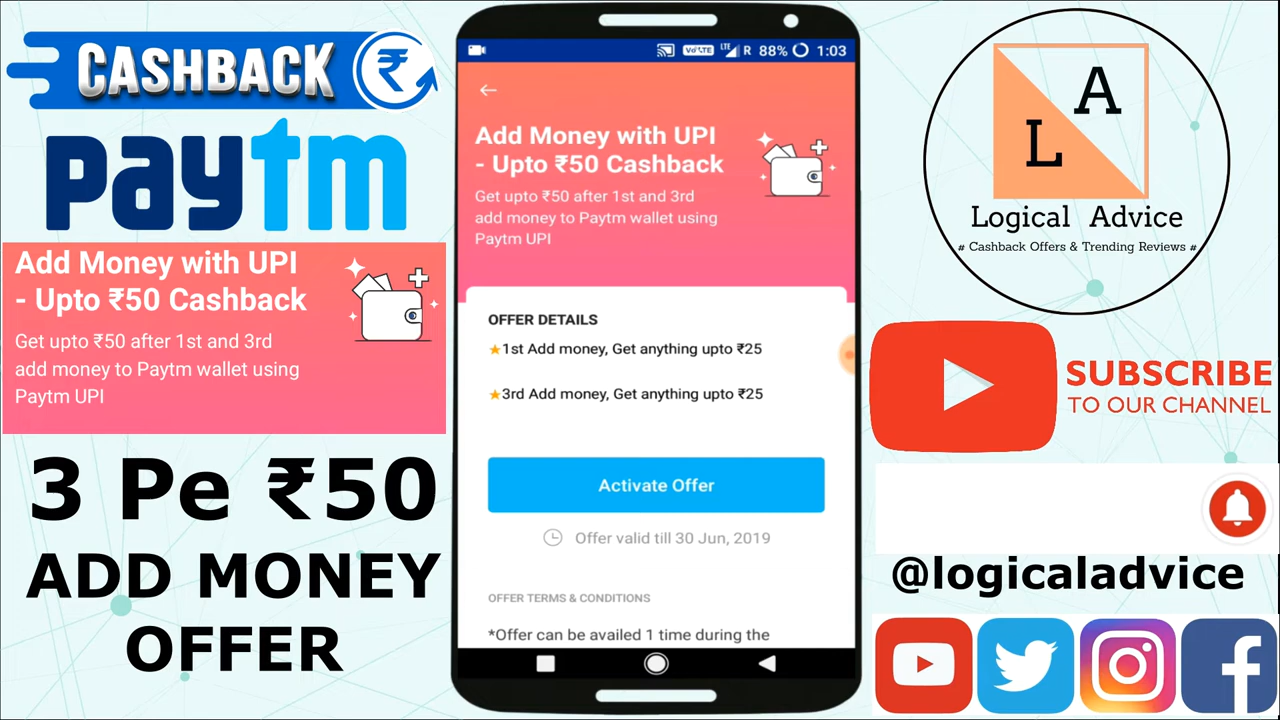 CASHBACK ₹
paytm
Add Money with UPI
- Upto ₹50 Cashback
Get upto ₹50 after 1st and 3rd
add money to Paytm wallet using
Paytm UPI
3 Pe ₹50
ADD MONEY
OFFER
VoLTE LTE R 88% 1:03
Add Money with UPI
- Upto ₹50 Cashback
Get upto ₹50 after 1st and 3rd
add money to Paytm wallet using
Paytm UPI
OFFER DETAILS
★1st Add money, Get anything upto ₹25
★3rd Add money, Get anything upto ₹25
Activate Offer
Offer valid till 30 Jun, 2019
OFFER TERMS & CONDITIONS
*Offer can be availed 1 time during the
L A
Logical Advice
# Cashback Offers & Trending Reviews #
SUBSCRIBE
TO OUR CHANNEL
@logicaladvice
f